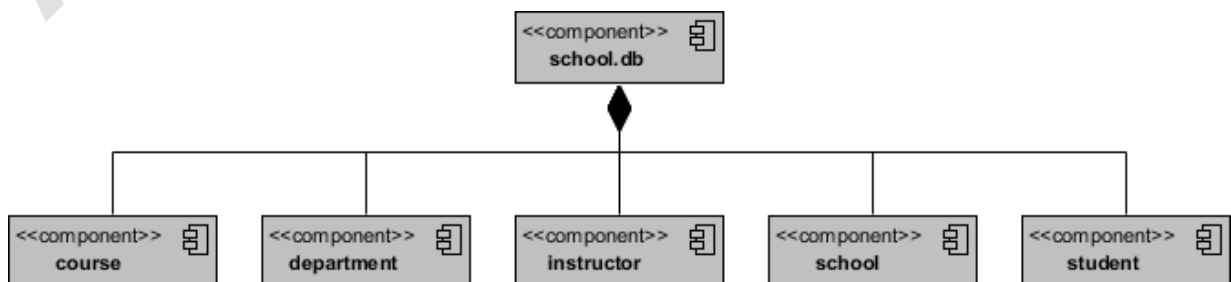 <<component>>
school.db
<<component>>
course
<<component>>
department
<<component>>
instructor
<<component>>
school
<<component>>
student